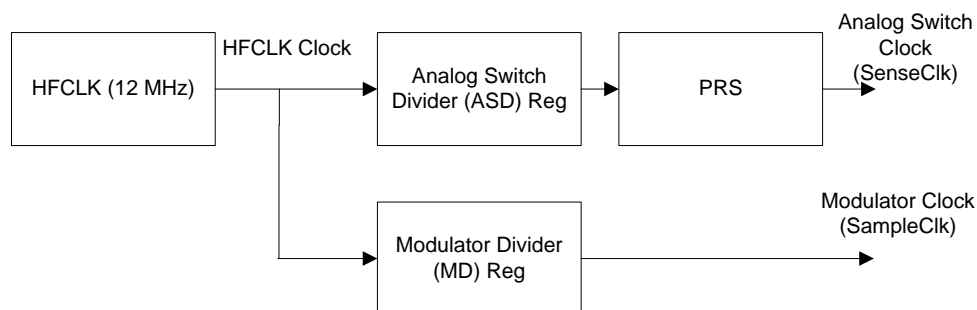 HFCLK (12 MHz)
HFCLK Clock
Analog Switch
Divider (ASD) Reg
PRS
Analog Switch
Clock
(SenseClk)
Modulator Divider
(MD) Reg
Modulator Clock
(SampleClk)